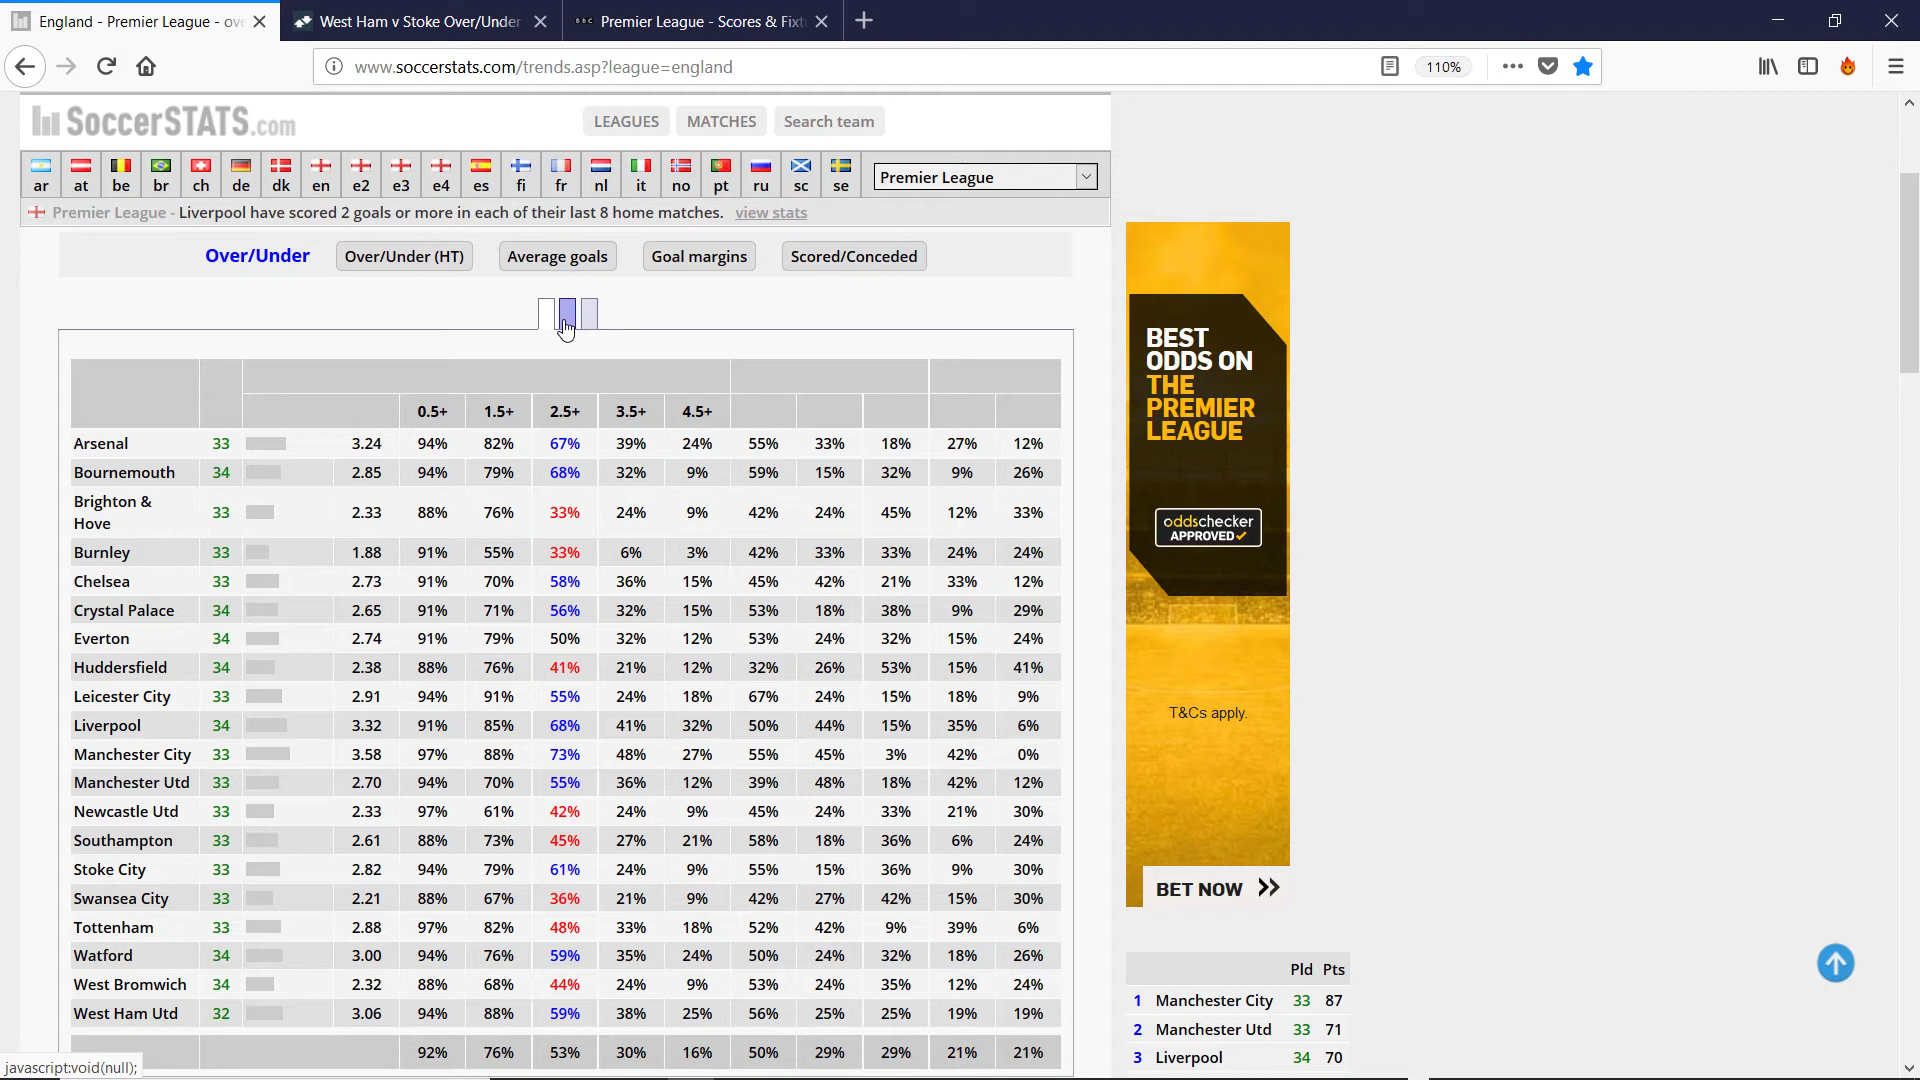 England - Premier League - ov
West Ham v Stoke Over/Under
BBC Premier League - Scores & Fixt
www.soccerstats.com/trends.asp?league=england
110%
SoccerSTATS.com
LEAGUES MATCHES Search team
ar at be br ch de dk en e2 e3 e4 es fi fr nl it no pt ru sc se Premier League
Premier League - Liverpool have scored 2 goals or more in each of their last 8 home matches. view stats
Over/Under Over/Under (HT) Average goals Goal margins Scored/Conceded
0.5+ 1.5+ 2.5+ 3.5+ 4.5+
Arsenal 33 3.24 94% 82% 67% 39% 24% 55% 33% 18% 27% 12%
Bournemouth 34 2.85 94% 79% 68% 32% 9% 59% 15% 32% 9% 26%
Brighton &
Hove 33 2.33 88% 76% 33% 24% 9% 42% 24% 45% 12% 33%
Burnley 33 1.88 91% 55% 33% 6% 3% 42% 33% 33% 24% 24%
Chelsea 33 2.73 91% 70% 58% 36% 15% 45% 42% 21% 33% 12%
Crystal Palace 34 2.65 91% 71% 56% 32% 15% 53% 18% 38% 9% 29%
Everton 34 2.74 91% 79% 50% 32% 12% 53% 24% 32% 15% 24%
Huddersfield 34 2.38 88% 76% 41% 21% 12% 32% 26% 53% 15% 41%
Leicester City 33 2.91 94% 91% 55% 24% 18% 67% 24% 15% 18% 9%
Liverpool 34 3.32 91% 85% 68% 41% 32% 50% 44% 15% 35% 6%
Manchester City 33 3.58 97% 88% 73% 48% 27% 55% 45% 3% 42% 0%
Manchester Utd 33 2.70 94% 70% 55% 36% 12% 39% 48% 18% 42% 12%
Newcastle Utd 33 2.33 97% 61% 42% 24% 9% 45% 24% 33% 21% 30%
Southampton 33 2.61 88% 73% 45% 27% 21% 58% 18% 36% 6% 24%
Stoke City 33 2.82 94% 79% 61% 24% 9% 55% 15% 36% 9% 30%
Swansea City 33 2.21 88% 67% 36% 21% 9% 42% 27% 42% 15% 30%
Tottenham 33 2.88 97% 82% 48% 33% 18% 52% 42% 9% 39% 6%
Watford 34 3.00 94% 76% 59% 35% 24% 50% 24% 32% 18% 26%
West Bromwich 34 2.32 88% 68% 44% 24% 9% 53% 24% 35% 12% 24%
West Ham Utd 32 3.06 94% 88% 59% 38% 25% 56% 25% 25% 19% 19%
92% 76% 53% 30% 16% 50% 29% 29% 21% 21%
javascript:void(null);
BEST
ODDS ON
THE
PREMIER
LEAGUE
oddschecker
APPROVED
T&Cs apply.
BET NOW
Pld Pts
1 Manchester City 33 87
2 Manchester Utd 33 71
3 Liverpool 34 70